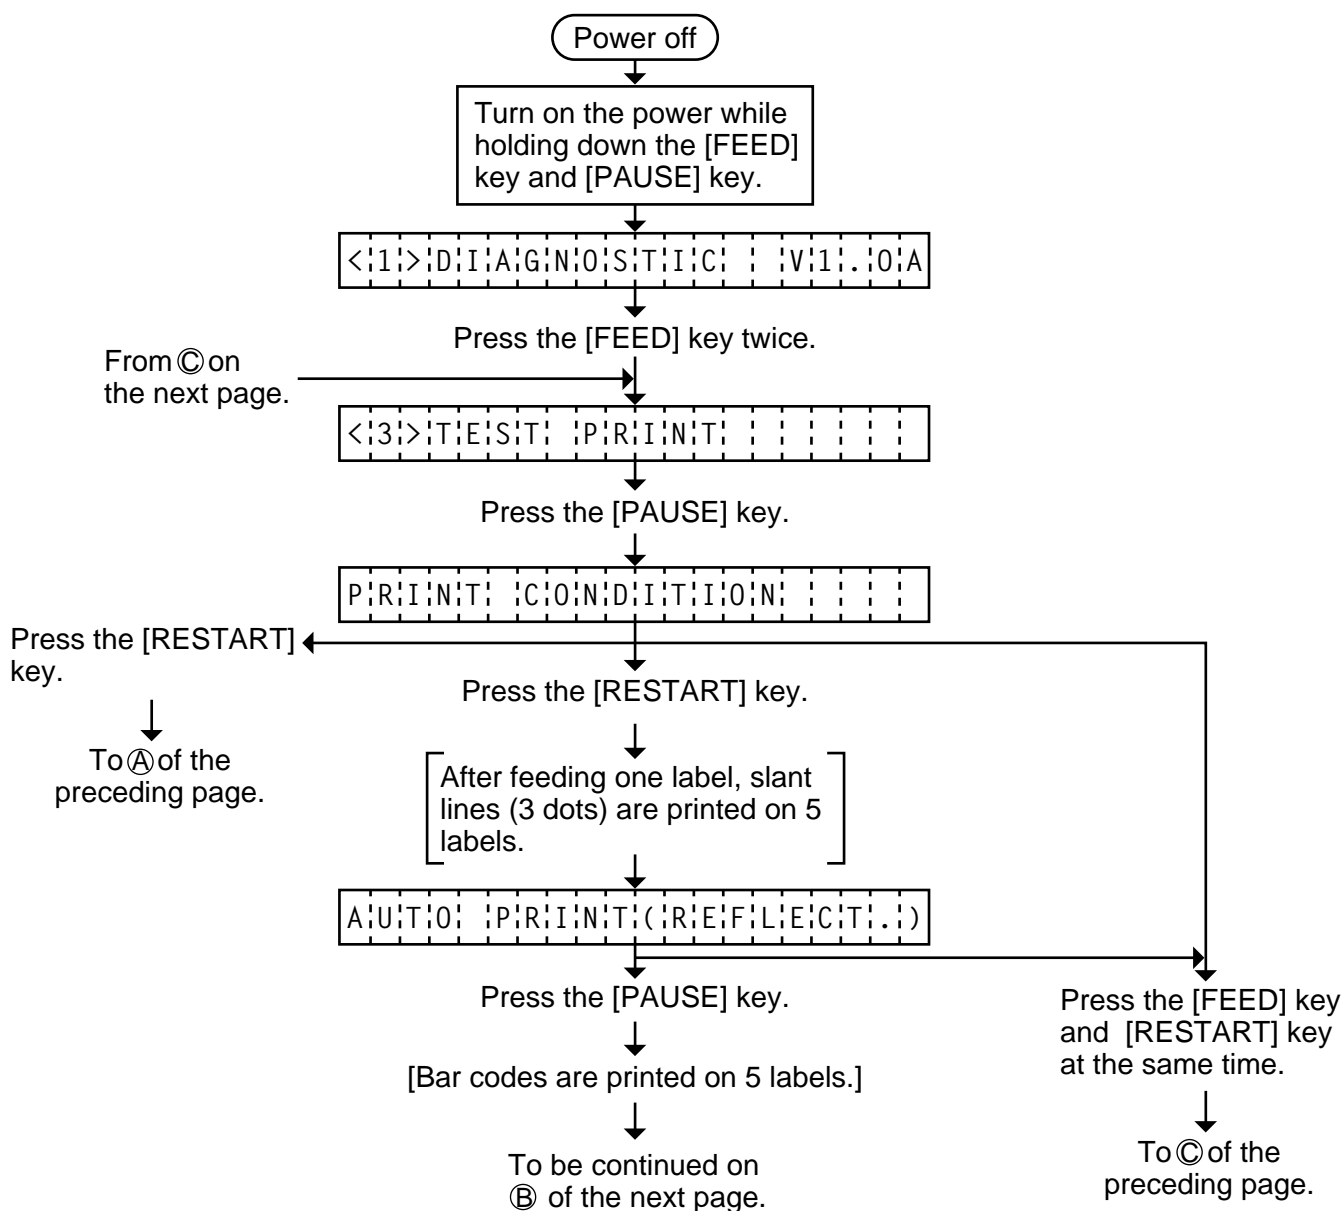 Power off
Turn on the power while
holding down the [FEED]
key and [PAUSE] key.
<1>DIAGNOSTIC  V1.0A
Press the [FEED] key twice.
From Ⓒ on
the next page.
<3>TEST PRINT
Press the [PAUSE] key.
PRINT CONDITION
Press the [RESTART]
key.
To Ⓐ of the
preceding page.
Press the [RESTART] key.
After feeding one label, slant
lines (3 dots) are printed on 5
labels.
AUTO PRINT(REFLECT.)
Press the [PAUSE] key.
[Bar codes are printed on 5 labels.]
To be continued on
Ⓑ of the next page.
Press the [FEED] key
and [RESTART] key
at the same time.
To Ⓒ of the
preceding page.